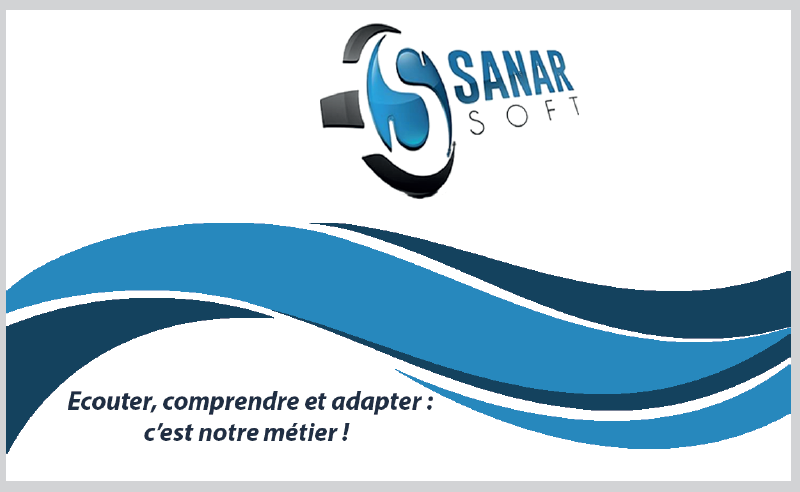 SANAR
SOFT
Ecouter, comprendre et adapter :
c’est notre métier !